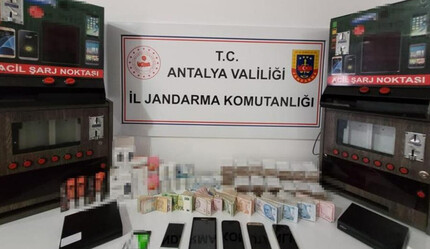 T.C.
ANTALYA VALİLİĞİ
İL JANDARMA KOMUTANLIĞI
ACİL ŞARJ NOKTASI
ACİL ŞARJ NOKTASI